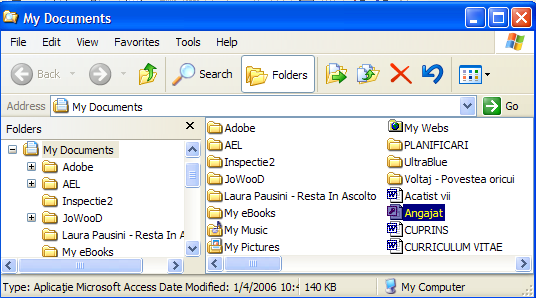 My Documents
File Edit View Favorites Tools Help
Back Search Folders
Address My Documents Go
Folders
My Documents
Adobe
AEL
Inspectie2
JoWooD
Laura Pausini - Resta In A
My eBooks
Adobe
AEL
Inspectie2
JoWooD
Laura Pausini - Resta In Ascolto
My eBooks
My Music
My Pictures
My Webs
PLANIFICARI
UltraBlue
Voltaj - Povestea oricui
Acatist vii
Angajat
CUPRINS
CURRICULUM VITAE
Type: Aplicaţie Microsoft Access Date Modified: 1/4/2006 10:4 140 KB My Computer